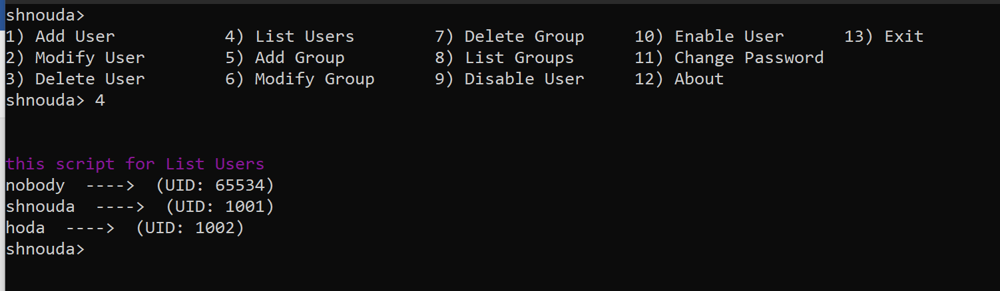 shnouda>
1) Add User           4) List Users        7) Delete Group     10) Enable User      13) Exit
2) Modify User        5) Add Group         8) List Groups      11) Change Password
3) Delete User        6) Modify Group      9) Disable User     12) About
shnouda> 4
this script for List Users
nobody  ---->  (UID: 65534)
shnouda  ---->  (UID: 1001)
hoda  ---->  (UID: 1002)
shnouda>